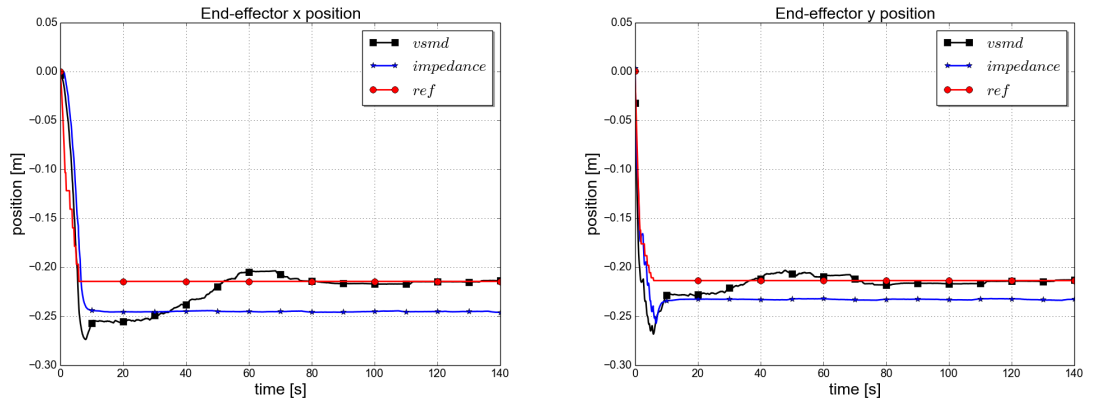 End-effector x position
0.05
0.00
−0.05
−0.10
−0.15
−0.20
−0.25
−0.30
position [m]
0 20 40 60 80 100 120 140
time [s]
vsmd
impedance
ref
End-effector y position
0.05
0.00
−0.05
−0.10
−0.15
−0.20
−0.25
−0.30
position [m]
0 20 40 60 80 100 120 140
time [s]
vsmd
impedance
ref